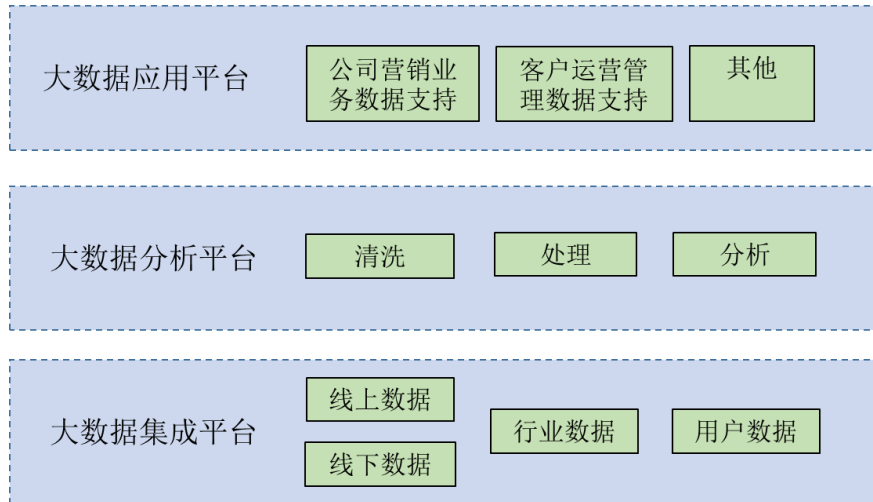 大数据应用平台
公司营销业
务数据支持
客户运营管
理数据支持
其他
大数据分析平台
清洗
处理
分析
大数据集成平台
线上数据
线下数据
行业数据
用户数据